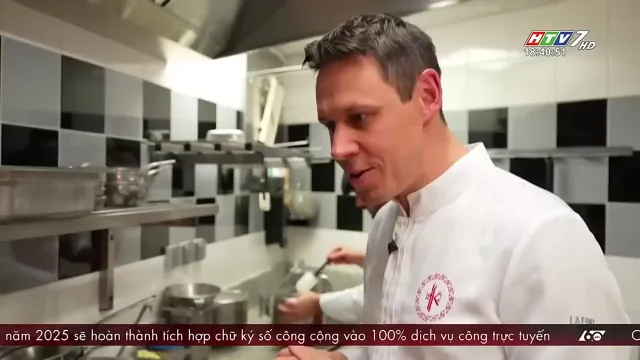 HTV7 HD
18:40:51
năm 2025 sẽ hoàn thành tích hợp chữ ký số công cộng vào 100% dịch vụ công trực tuyến
60
C